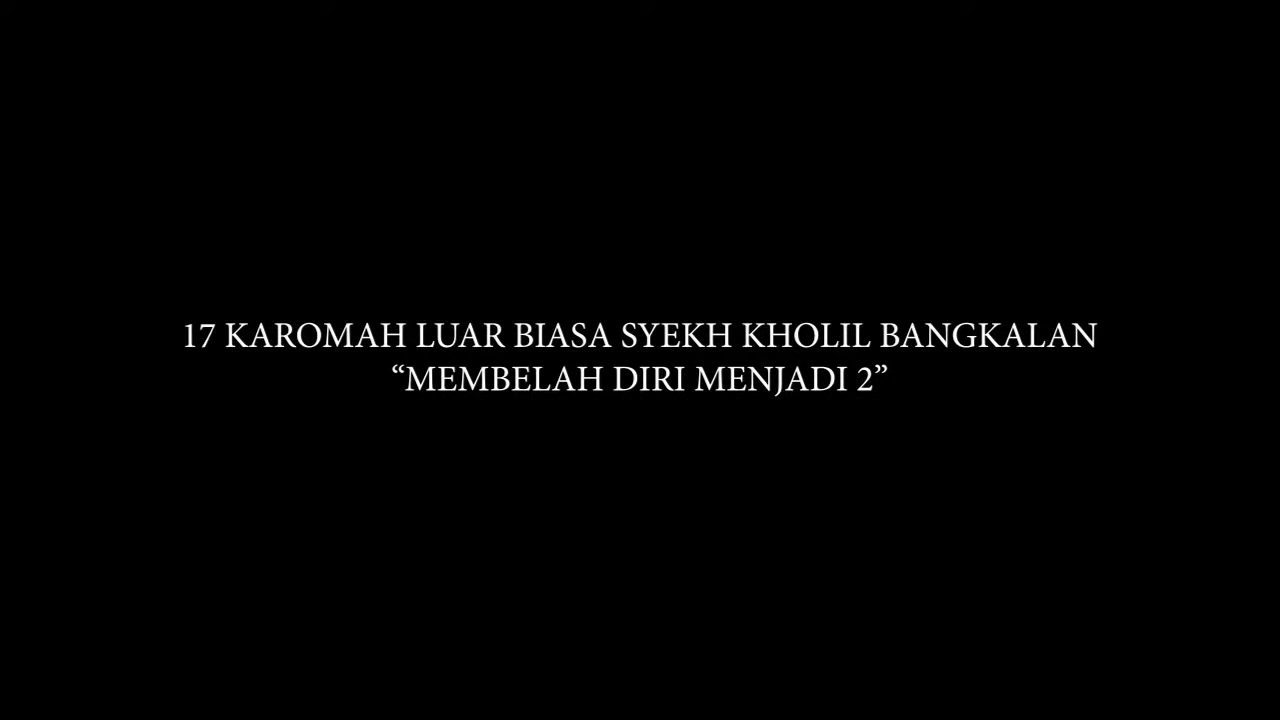 17 KAROMAH LUAR BIASA SYEKH KHOLIL BANGKALAN
“MEMBELAH DIRI MENJADI 2”